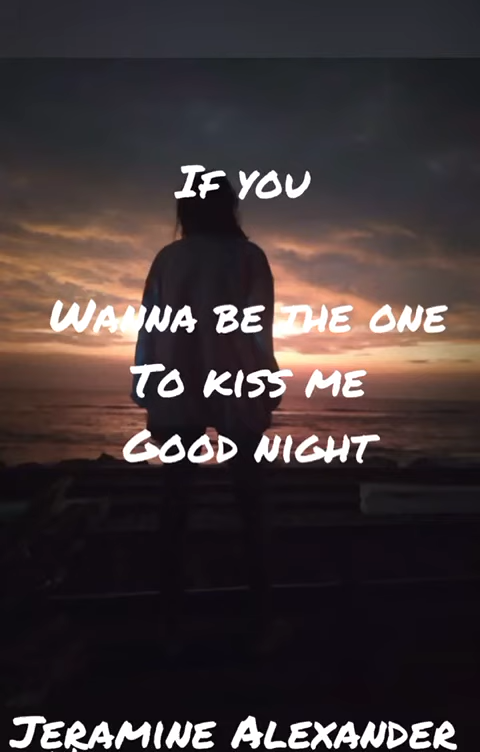 If you
Wanna be the one
To kiss me
Good night
Jeramine Alexander